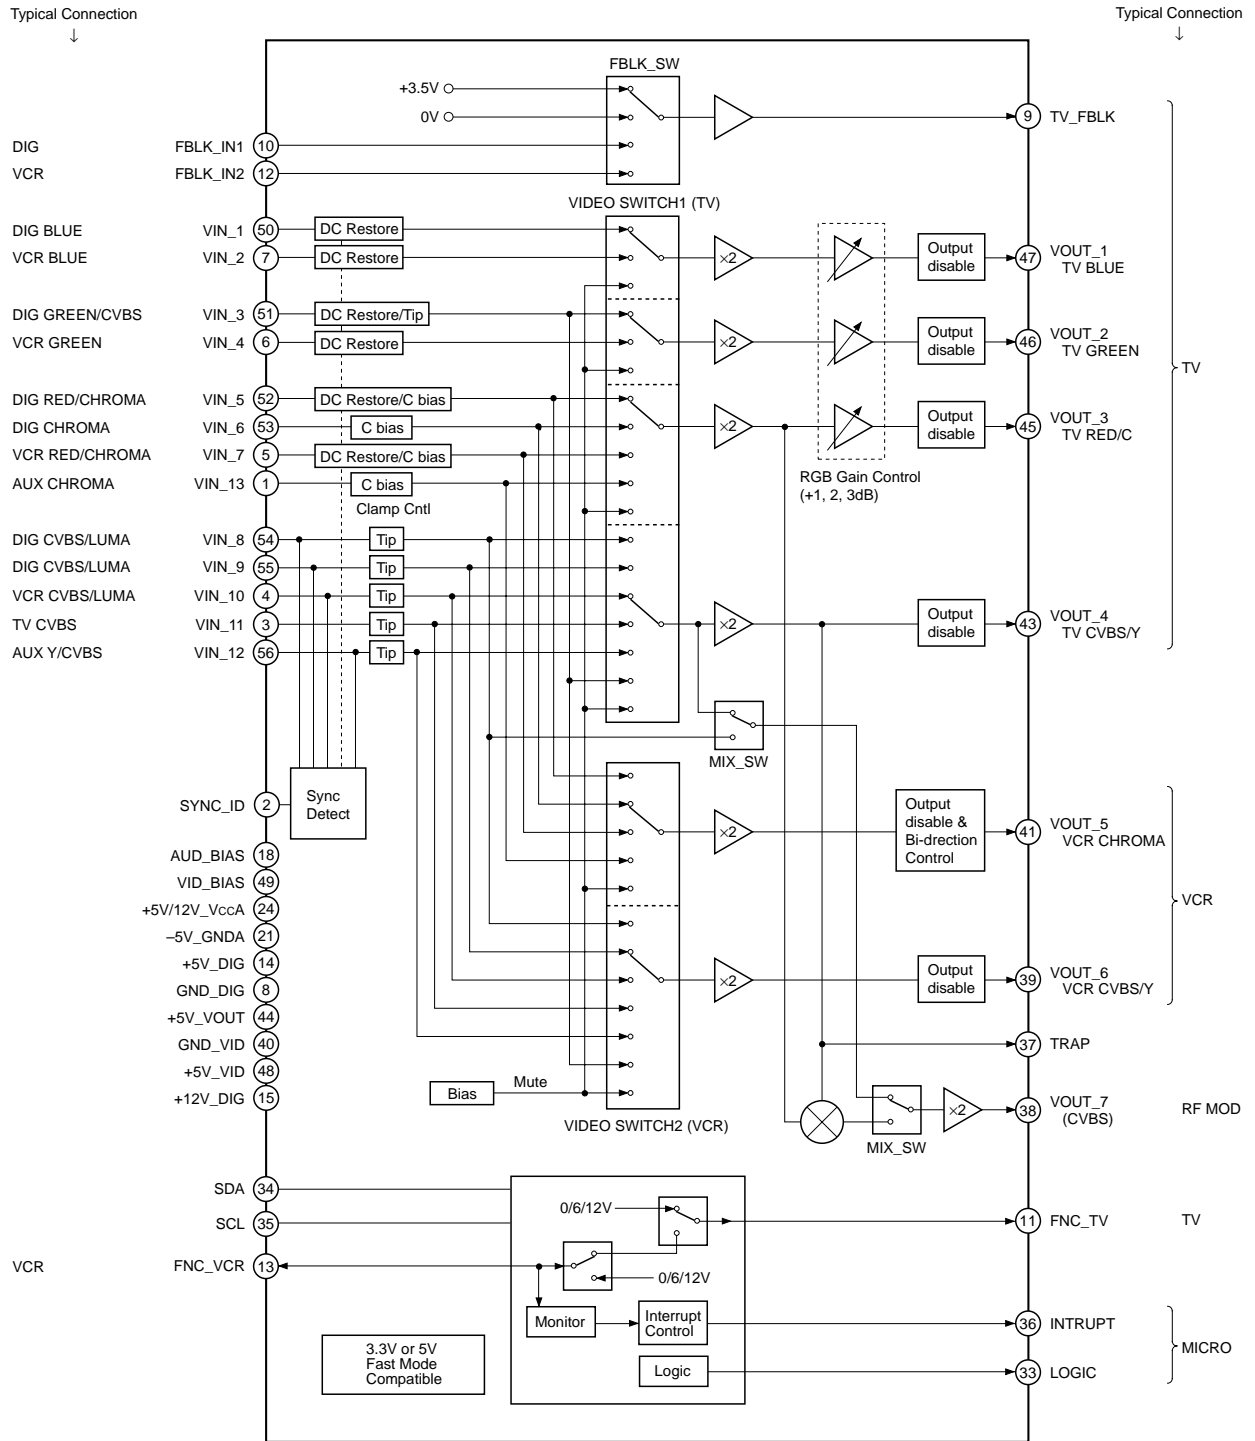 Typical Connection
↓
Typical Connection
↓
FBLK_SW
+3.5V
0V
9 TV_FBLK
DIG FBLK_IN1 10
VCR FBLK_IN2 12
VIDEO SWITCH1 (TV)
DIG BLUE VIN_1 50 DC Restore
VCR BLUE VIN_2 7 DC Restore
×2
Output
disable
47 VOUT_1
TV BLUE
DIG GREEN/CVBS VIN_3 51 DC Restore/Tip
VCR GREEN VIN_4 6 DC Restore
×2
Output
disable
46 VOUT_2
TV GREEN
TV
DIG RED/CHROMA VIN_5 52 DC Restore/C bias
DIG CHROMA VIN_6 53 C bias
VCR RED/CHROMA VIN_7 5 DC Restore/C bias
AUX CHROMA VIN_13 1 C bias
Clamp Cntl
×2
Output
disable
45 VOUT_3
TV RED/C
RGB Gain Control
(+1, 2, 3dB)
DIG CVBS/LUMA VIN_8 54 Tip
DIG CVBS/LUMA VIN_9 55 Tip
VCR CVBS/LUMA VIN_10 4 Tip
TV CVBS VIN_11 3 Tip
AUX Y/CVBS VIN_12 56 Tip
×2
Output
disable
43 VOUT_4
TV CVBS/Y
MIX_SW
SYNC_ID 2
Sync
Detect
×2
Output
disable &
Bi-drection
Control
41 VOUT_5
VCR CHROMA
VCR
AUD_BIAS 18
VID_BIAS 49
+5V/12V_VCCA 24
–5V_GNDA 21
+5V_DIG 14
GND_DIG 8
+5V_VOUT 44
GND_VID 40
+5V_VID 48
+12V_DIG 15
×2
Output
disable
39 VOUT_6
VCR CVBS/Y
37 TRAP
Bias
Mute
VIDEO SWITCH2 (VCR)
MIX_SW
×2
38 VOUT_7
(CVBS)
RF MOD
SDA 34
SCL 35
VCR FNC_VCR 13
0/6/12V
0/6/12V
11 FNC_TV
TV
Monitor
Interrupt
Control
36 INTRUPT
Logic
33 LOGIC
MICRO
3.3V or 5V
Fast Mode
Compatible